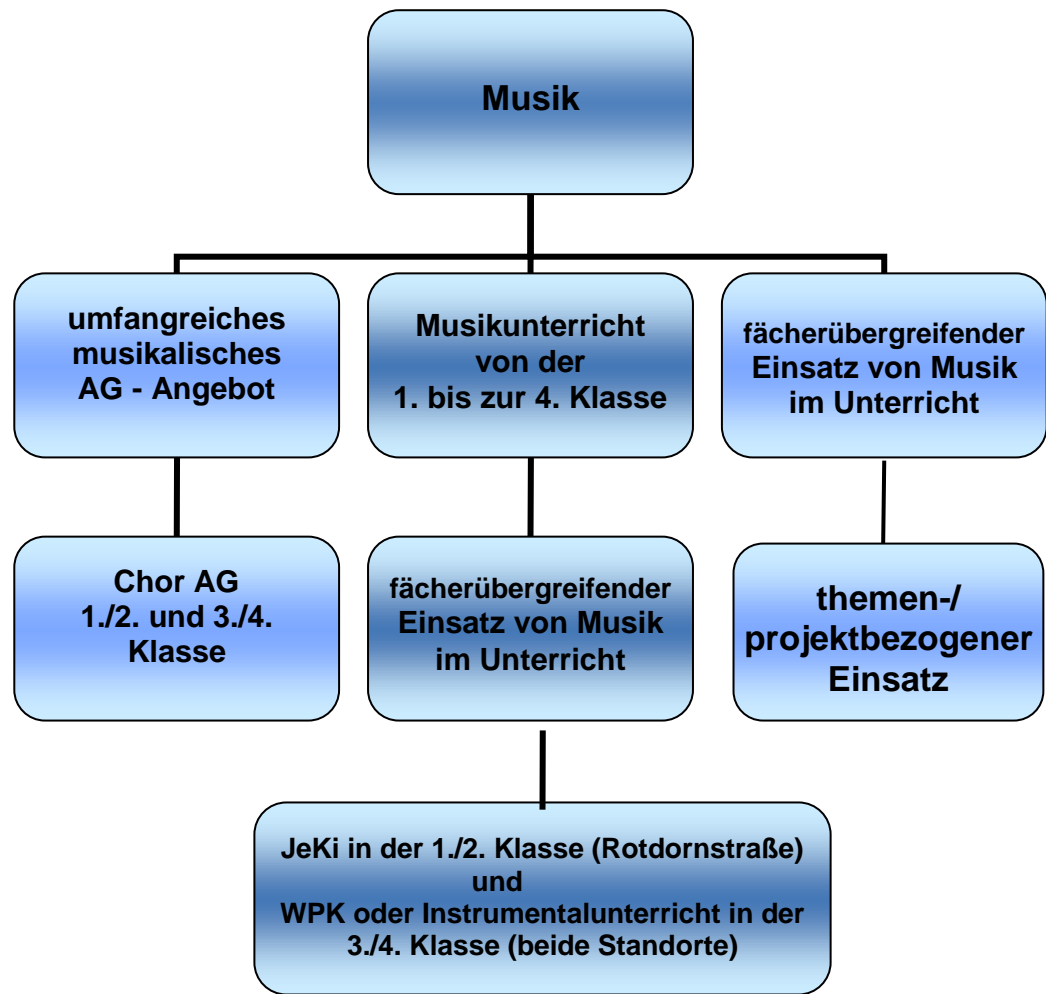 Musik
umfangreiches
musikalisches
AG - Angebot
Musikunterricht
von der
1. bis zur 4. Klasse
fächerübergreifender
Einsatz von Musik
im Unterricht
Chor AG
1./2. und 3./4.
Klasse
fächerübergreifender
Einsatz von Musik
im Unterricht
themen-/
projektbezogener
Einsatz
JeKi in der 1./2. Klasse (Rotdornstraße)
und
WPK oder Instrumentalunterricht in der
3./4. Klasse (beide Standorte)